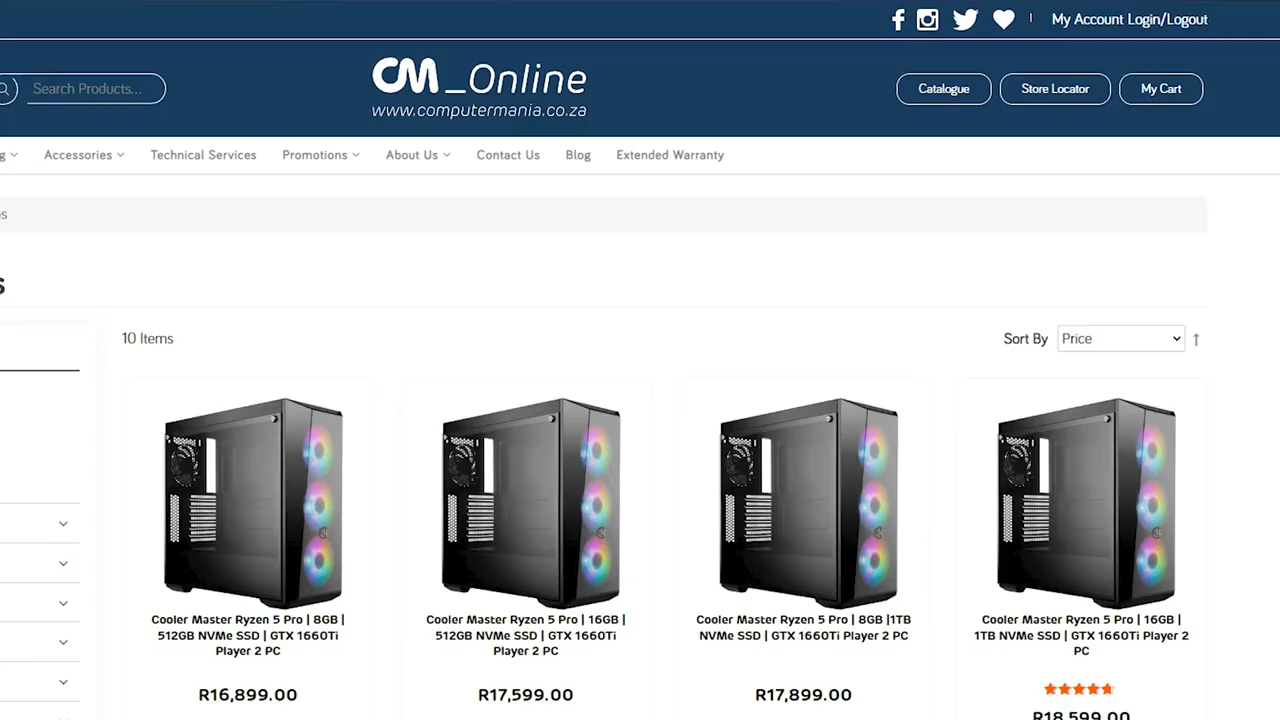 My Account Login/Logout
Search Products...
CM_Online
www.computermania.co.za
Catalogue
Store Locator
My Cart
g
Accessories
Technical Services
Promotions
About Us
Contact Us
Blog
Extended Warranty
s
s
10 Items
Sort By
Price
Cooler Master Ryzen 5 Pro | 8GB |
512GB NVMe SSD | GTX 1660Ti
Player 2 PC
R16,899.00
Cooler Master Ryzen 5 Pro | 16GB |
512GB NVMe SSD | GTX 1660Ti
Player 2 PC
R17,599.00
Cooler Master Ryzen 5 Pro | 8GB |1TB
NVMe SSD | GTX 1660Ti Player 2 PC
R17,899.00
Cooler Master Ryzen 5 Pro | 16GB |
1TB NVMe SSD | GTX 1660Ti Player 2
PC
R18,599.00